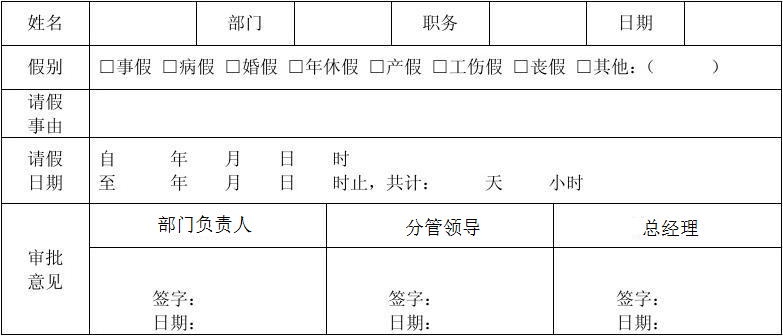 姓名 部门 职务 日期
假别 □事假 □病假 □婚假 □年休假 □产假 □工伤假 □丧假 □其他:（ ）
请假
事由
请假
日期
自 年 月 日 时
至 年 月 日 时止，共计： 天 小时
审批
意见
部门负责人 分管领导 总经理
签字： 签字： 签字：
日期： 日期： 日期：